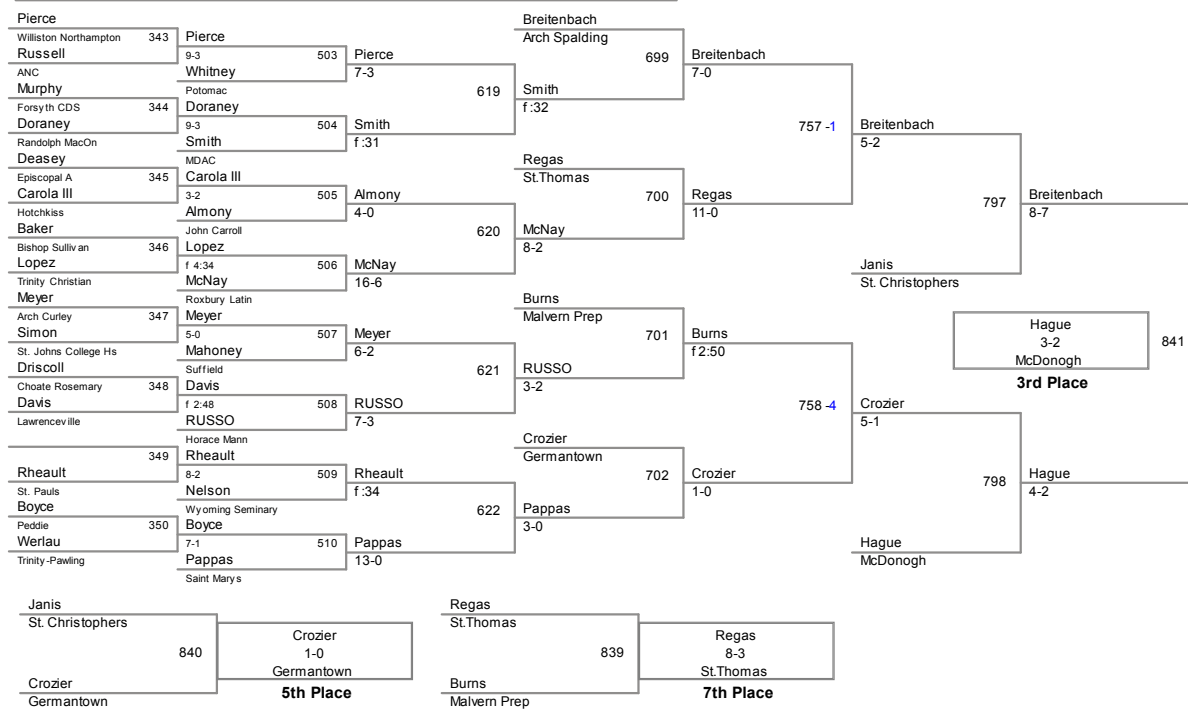 Pierce
Williston Northampton
343
Russell
ANC
Murphy
Forsyth CDS
344
Doraney
Randolph MacOn
Deasey
Episcopal A
345
Carola III
Hotchkiss
Baker
Bishop Sullivan
346
Lopez
Trinity Christian
Meyer
Arch Curley
347
Simon
St. Johns College Hs
Driscoll
Choate Rosemary
348
Davis
Lawrenceville
349
Rheault
St. Pauls
Boyce
Peddie
350
Werlau
Trinity-Pawling
Pierce
9-3
503
Whitney
Potomac
Doraney
9-3
504
Smith
MDAC
Carola III
3-2
505
Almony
John Carroll
Lopez
f 4:34
506
McNay
Roxbury Latin
Meyer
5-0
507
Mahoney
Suffield
Davis
f 2:48
508
RUSSO
Horace Mann
Rheault
8-2
509
Nelson
Wyoming Seminary
Boyce
7-1
510
Pappas
Saint Marys
Pierce
7-3
619
Smith
f :31
Almony
4-0
620
McNay
16-6
Meyer
6-2
621
RUSSO
7-3
Rheault
f :34
622
Pappas
13-0
Breitenbach
Arch Spalding
699
Smith
f :32
Regas
St.Thomas
700
McNay
8-2
Burns
Malvern Prep
701
RUSSO
3-2
Crozier
Germantown
702
Pappas
3-0
Breitenbach
7-0
757 -1
Regas
11-0
Burns
f 2:50
758 -4
Crozier
1-0
Breitenbach
5-2
797
Janis
St. Christophers
Crozier
5-1
798
Hague
McDonogh
Breitenbach
8-7
Hague
3-2
McDonogh
841
3rd Place
Hague
4-2
Janis
St. Christophers
840
Crozier
Germantown
Crozier
1-0
Germantown
5th Place
Regas
St.Thomas
839
Burns
Malvern Prep
Regas
8-3
St.Thomas
7th Place